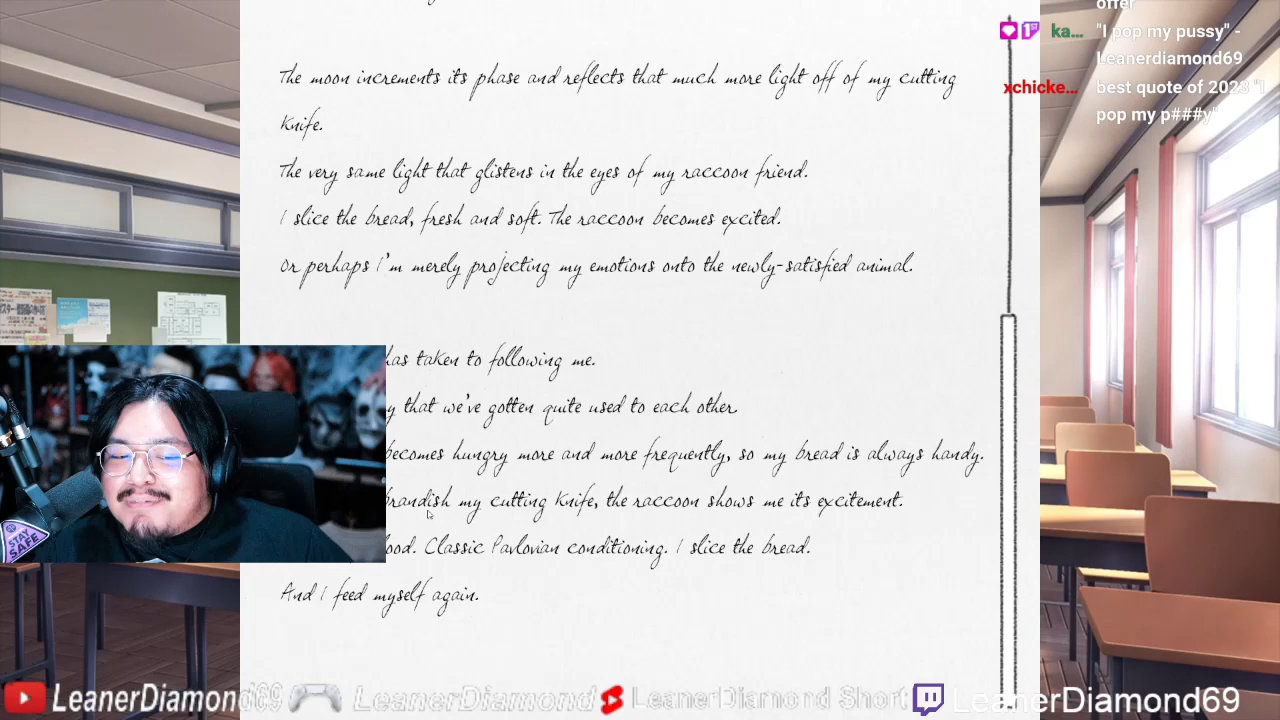 offer
ka... "I pop my pussy" -
Leanerdiamond69
xchicke... best quote of 2023 "I
pop my p###y"
The moon increments its phase and reflects that much more light off of my cutting
knife.
The very same light that glistens in the eyes of my raccoon friend.
I slice the bread, fresh and soft. The raccoon becomes excited.
Or perhaps I'm merely projecting my emotions onto the newly-satisfied animal.
has taken to following me.
that we've gotten quite used to each other
becomes hungry more and more frequently, so my bread is always handy.
brandish my cutting knife, the raccoon shows me its excitement.
Classic Pavlovian conditioning. I slice the bread.
And I feed myself again.
STAY SAFE
LeanerDiamond69 LeanerDiamond LeanerDiamond Short LeanerDiamond69